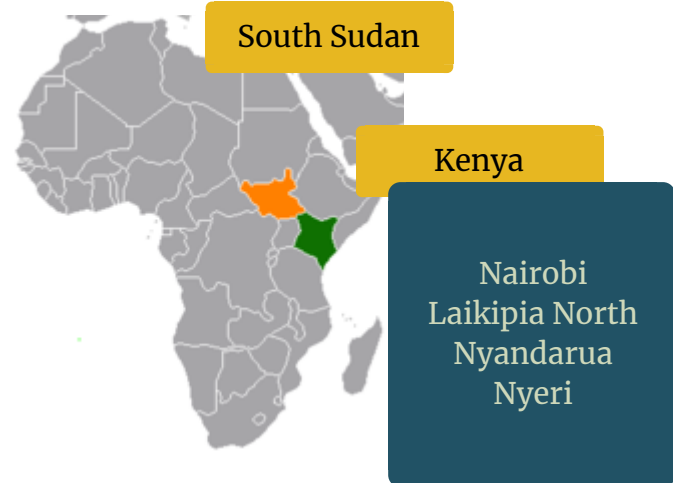 South Sudan
Kenya
Nairobi
Laikipia North
Nyandarua
Nyeri